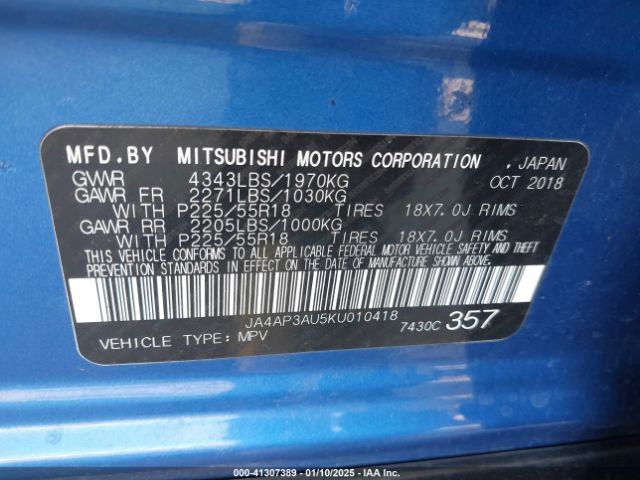 MFD.BY MITSUBISHI MOTORS CORPORATION . JAPAN
GVWR 4343LBS/1970KG OCT 2018
GAWR FR 2271LBS/1030KG
WITH P225/55R18 TIRES 18X7.0J RIMS
GAWR RR 2205LBS/1000KG
WITH P225/55R18 TIRES 18X7.0J RIMS
THIS VEHICLE CONFORMS TO ALL APPLICABLE FEDERAL MOTOR VEHICLE SAFETY AND THEFT
PREVENTION STANDARDS IN EFFECT ON THE DATE OF MANUFACTURE SHOWN ABOVE.
JA4AP3AU5KU010418
VEHICLE TYPE:MPV 7430C 357
000-41307389 - 01/10/2025 - IAA Inc.